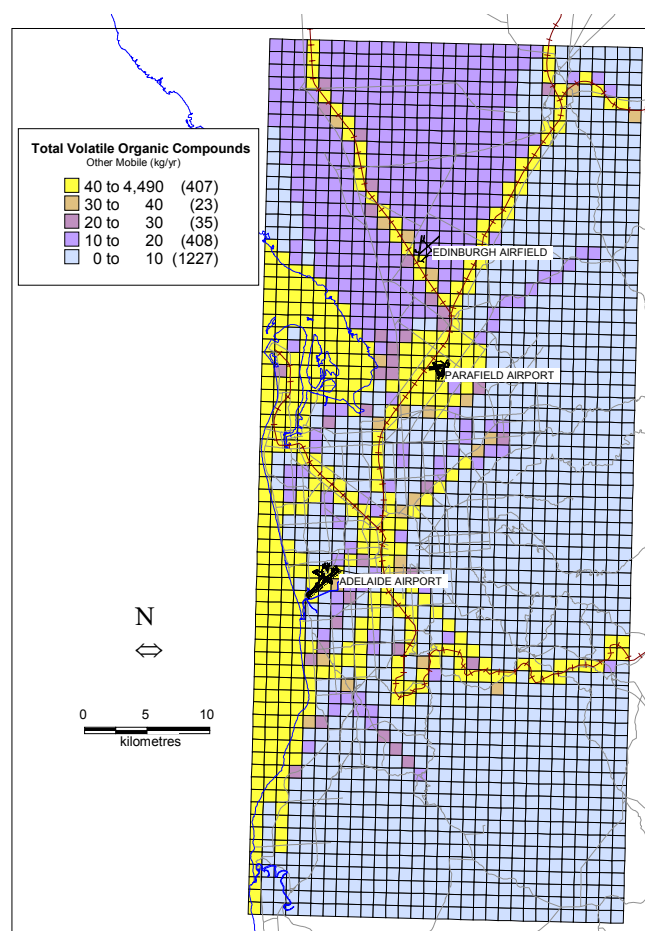 Total Volatile Organic Compounds
Other Mobile (kg/yr)
40 to 4,490 (407)
30 to 40 (23)
20 to 30 (35)
10 to 20 (408)
0 to 10 (1227)
EDINBURGH AIRFIELD
PARAFIELD AIRPORT
ADELAIDE AIRPORT
N
0 5 10
kilometres